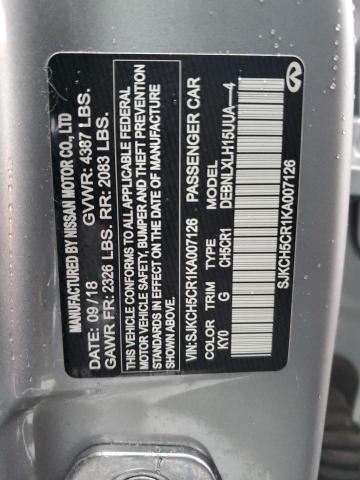 MANUFACTURED BY NISSAN MOTOR CO., LTD
DATE: 09/18 GVWR: 4387 LBS.
GAWR FR: 2326 LBS. RR: 2083 LBS.
THIS VEHICLE CONFORMS TO ALL APPLICABLE FEDERAL
MOTOR VEHICLE SAFETY, BUMPER AND THEFT PREVENTION
STANDARDS IN EFFECT ON THE DATE OF MANUFACTURE
SHOWN ABOVE.
VIN: SJKCH5CR1KA007126 PASSENGER CAR
COLOR TRIM TYPE MODEL
KY0 G CH5CR1 DEBNLXLH15UUA—4
SJKCH5CR1KA007126